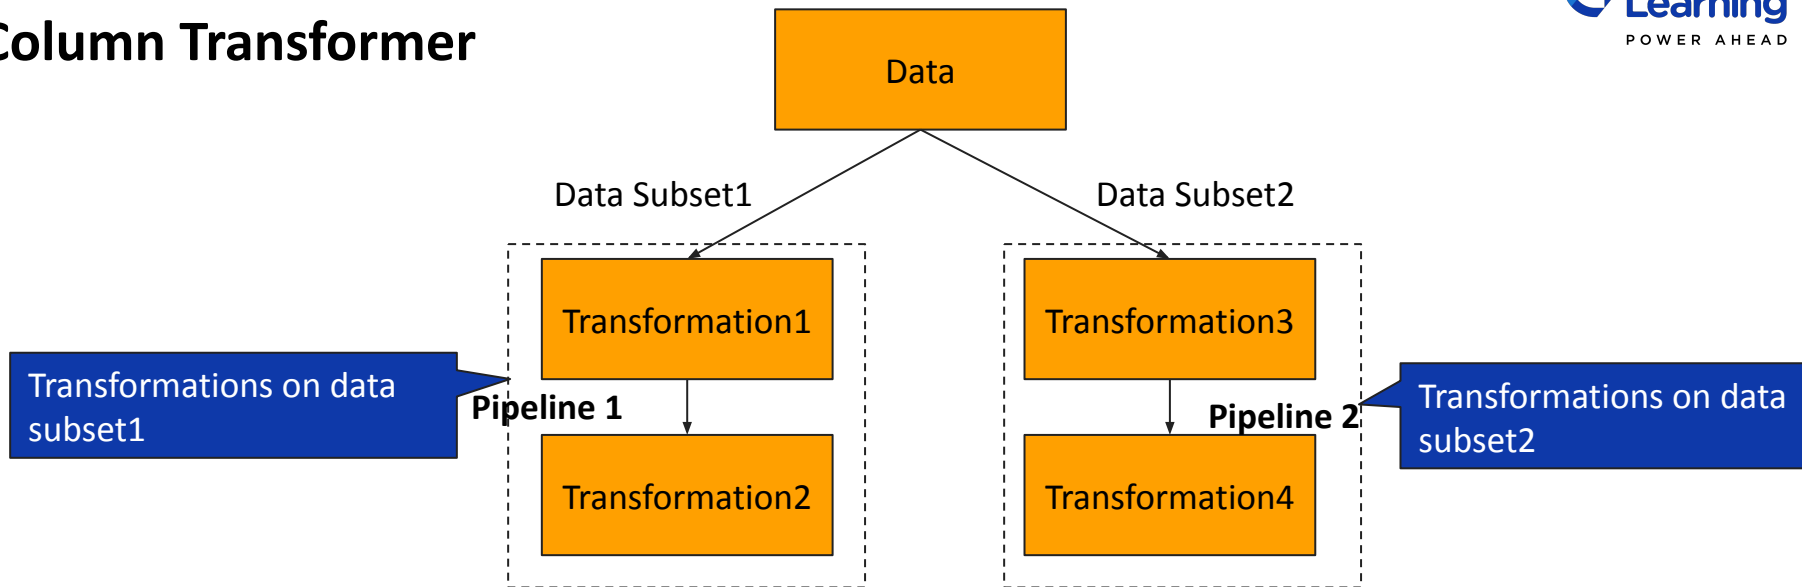 Column Transformer
Learning
POWER AHEAD
Data
Data Subset1
Data Subset2
Transformation1
Transformation3
Transformations on data
subset1
Pipeline 1
Pipeline 2
Transformations on data
subset2
Transformation2
Transformation4